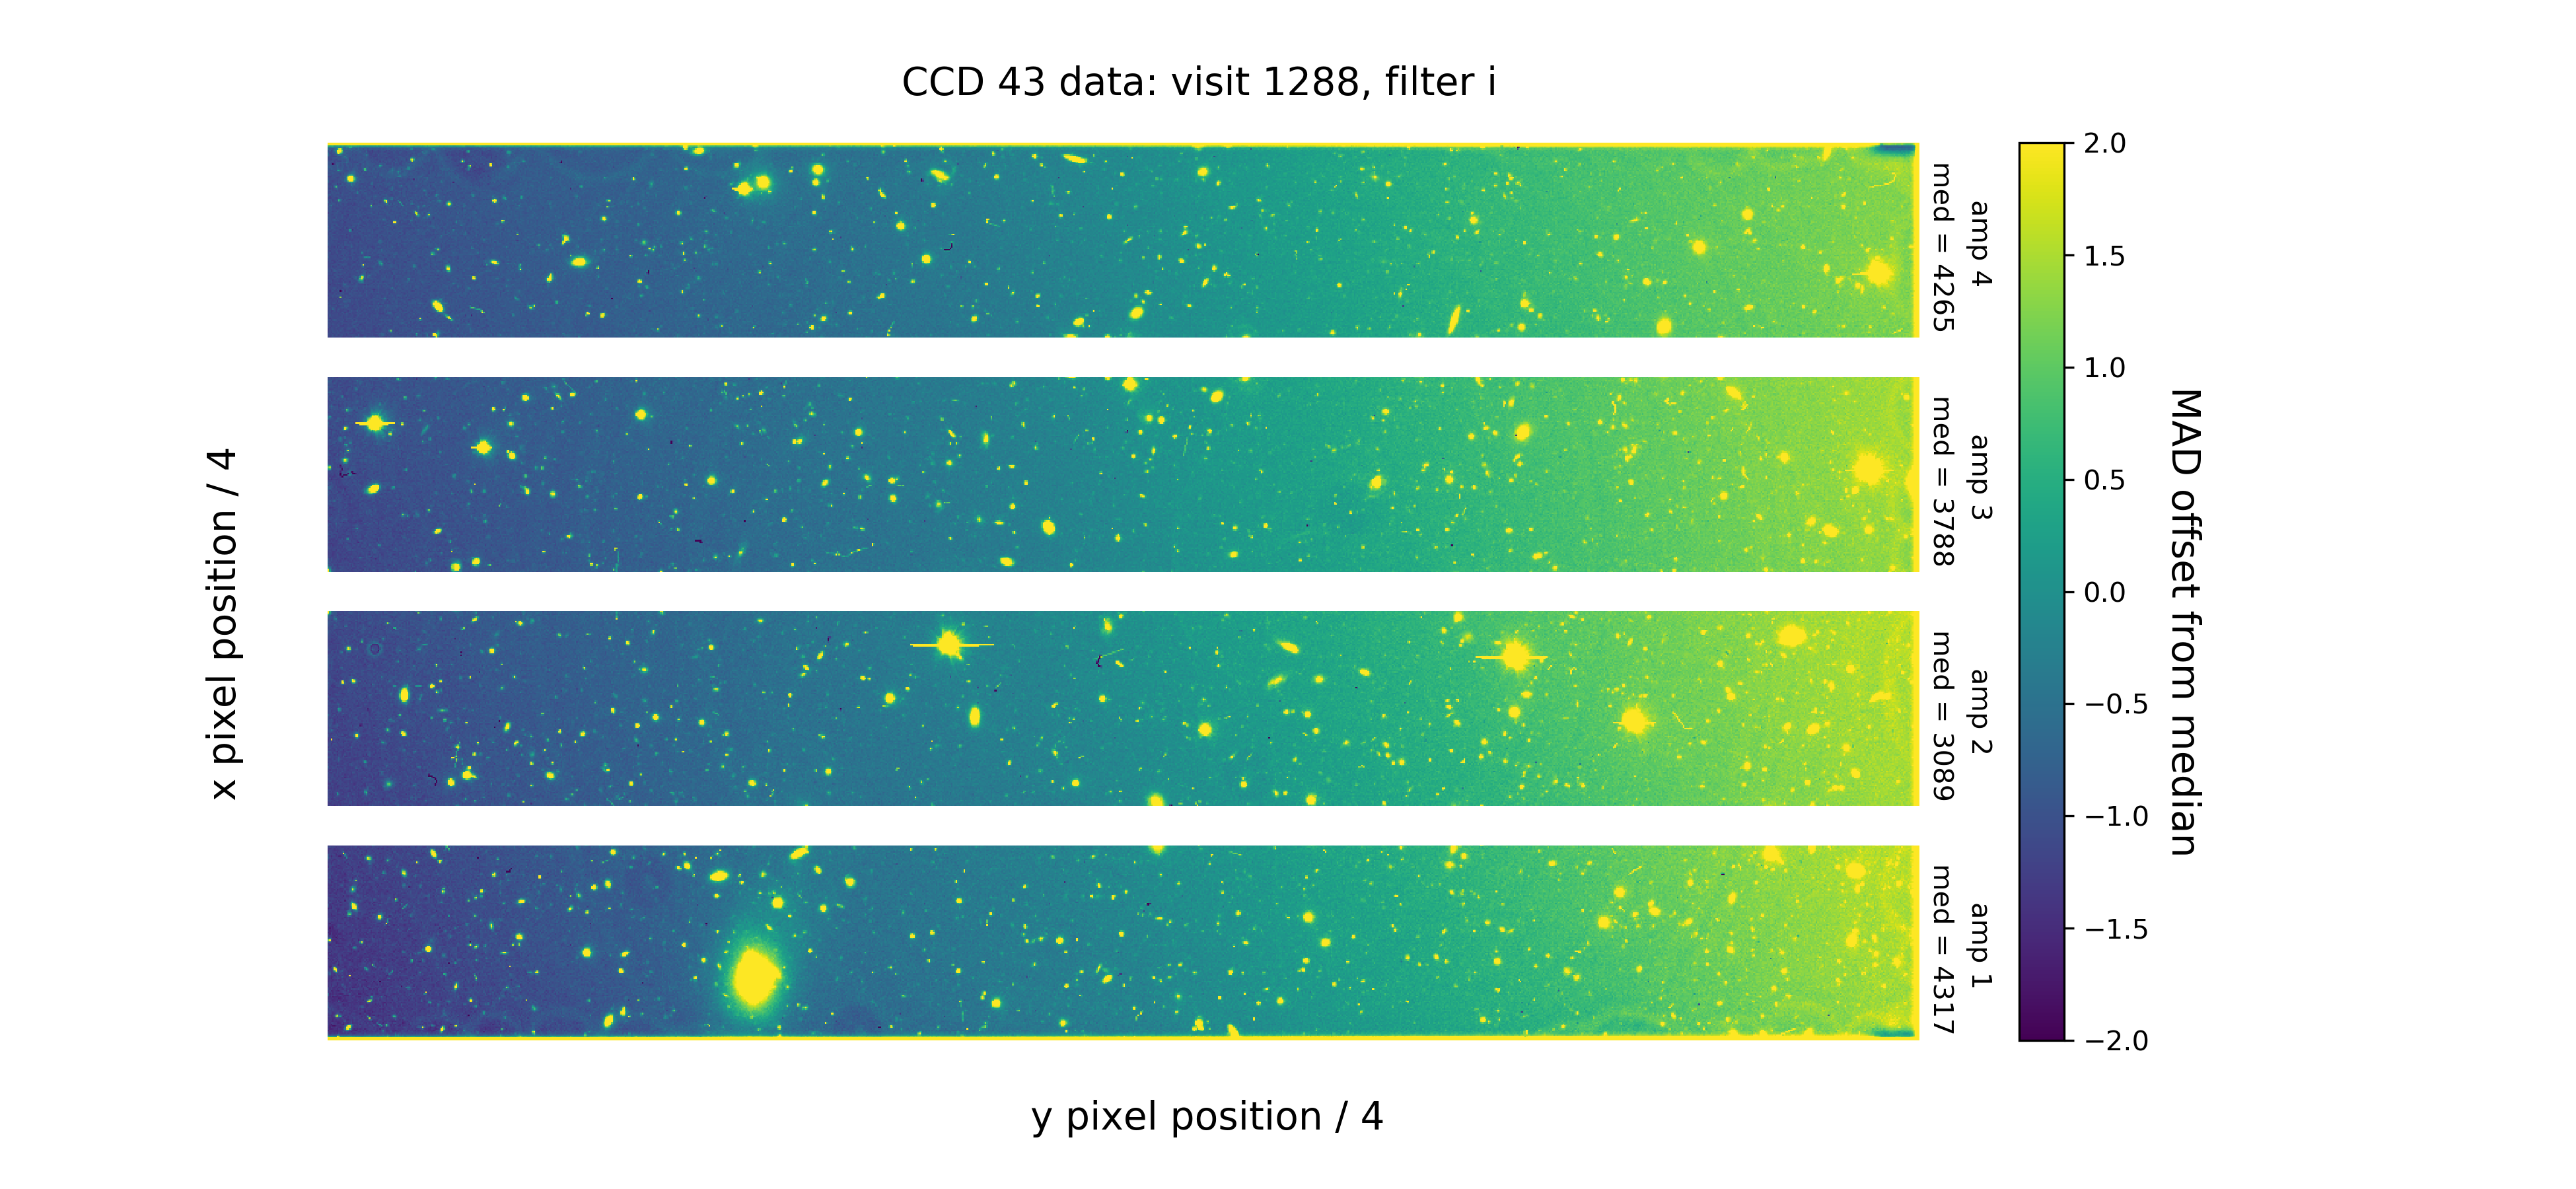 CCD 43 data: visit 1288, filter i
x pixel position / 4
y pixel position / 4
amp 4
med = 4265
amp 3
med = 3788
amp 2
med = 3089
amp 1
med = 4317
2.0
1.5
1.0
0.5
0.0
−0.5
−1.0
−1.5
−2.0
MAD offset from median